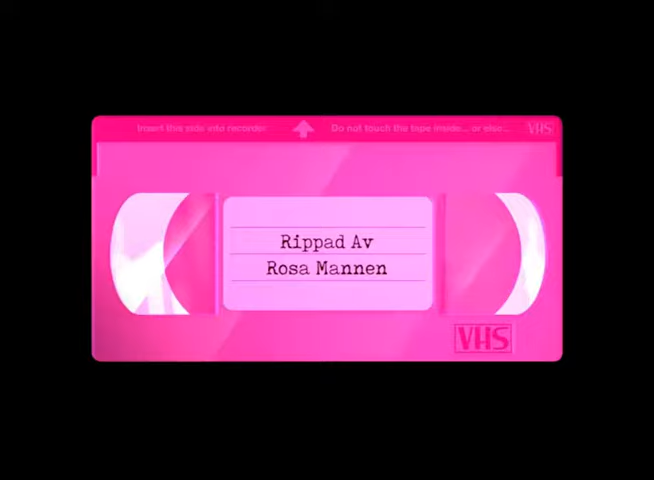 Insert this side into recorder. Do not touch the tape inside... or else... VHS
Rippad Av
Rosa Mannen
VHS